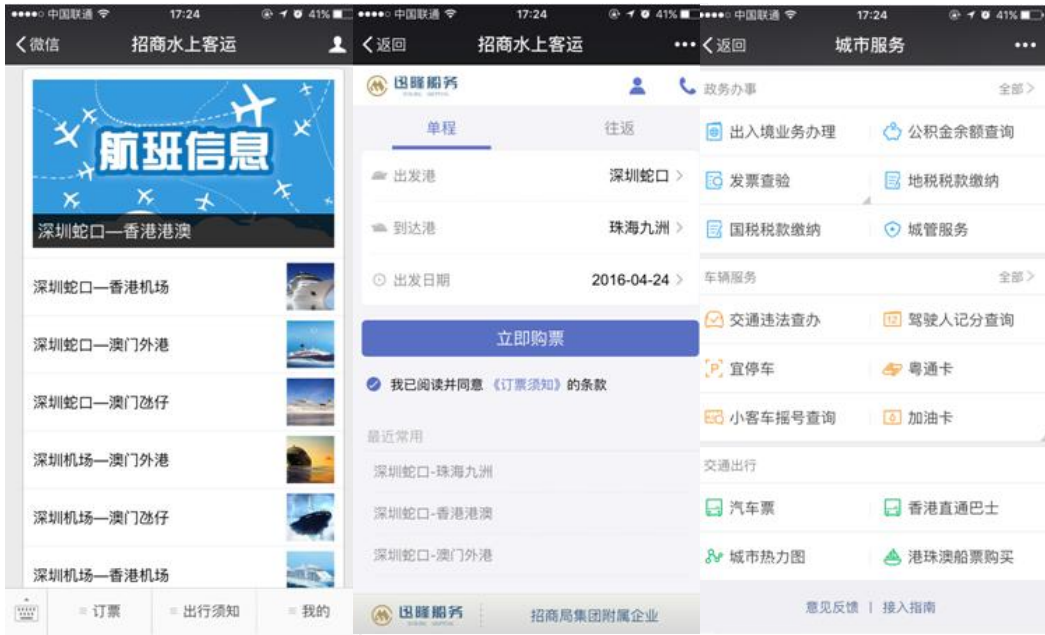 中国联通
17:24
41%
微信
招商水上客运
航班信息
深圳蛇口—香港港澳
深圳蛇口—香港机场
深圳蛇口—澳门外港
深圳蛇口—澳门氹仔
深圳机场—澳门外港
深圳机场—澳门氹仔
深圳机场—香港机场
订票
出行须知
我的
中国联通
17:24
41%
返回
招商水上客运
迅隆船务
单程
往返
出发港
深圳蛇口
到达港
珠海九洲
出发日期
2016-04-24
立即购票
我已阅读并同意《订票须知》的条款
最近常用
深圳蛇口-珠海九洲
深圳蛇口-香港港澳
深圳蛇口-澳门外港
迅隆船务
招商局集团附属企业
中国联通
17:24
41%
返回
城市服务
政务办事
全部
出入境业务办理
公积金余额查询
发票查验
地税税款缴纳
国税税款缴纳
城管服务
车辆服务
全部
交通违法查办
12
驾驶人记分查询
P
宜停车
粤通卡
小客车摇号查询
加油卡
交通出行
汽车票
香港直通巴士
城市热力图
港珠澳船票购买
意见反馈 | 接入指南